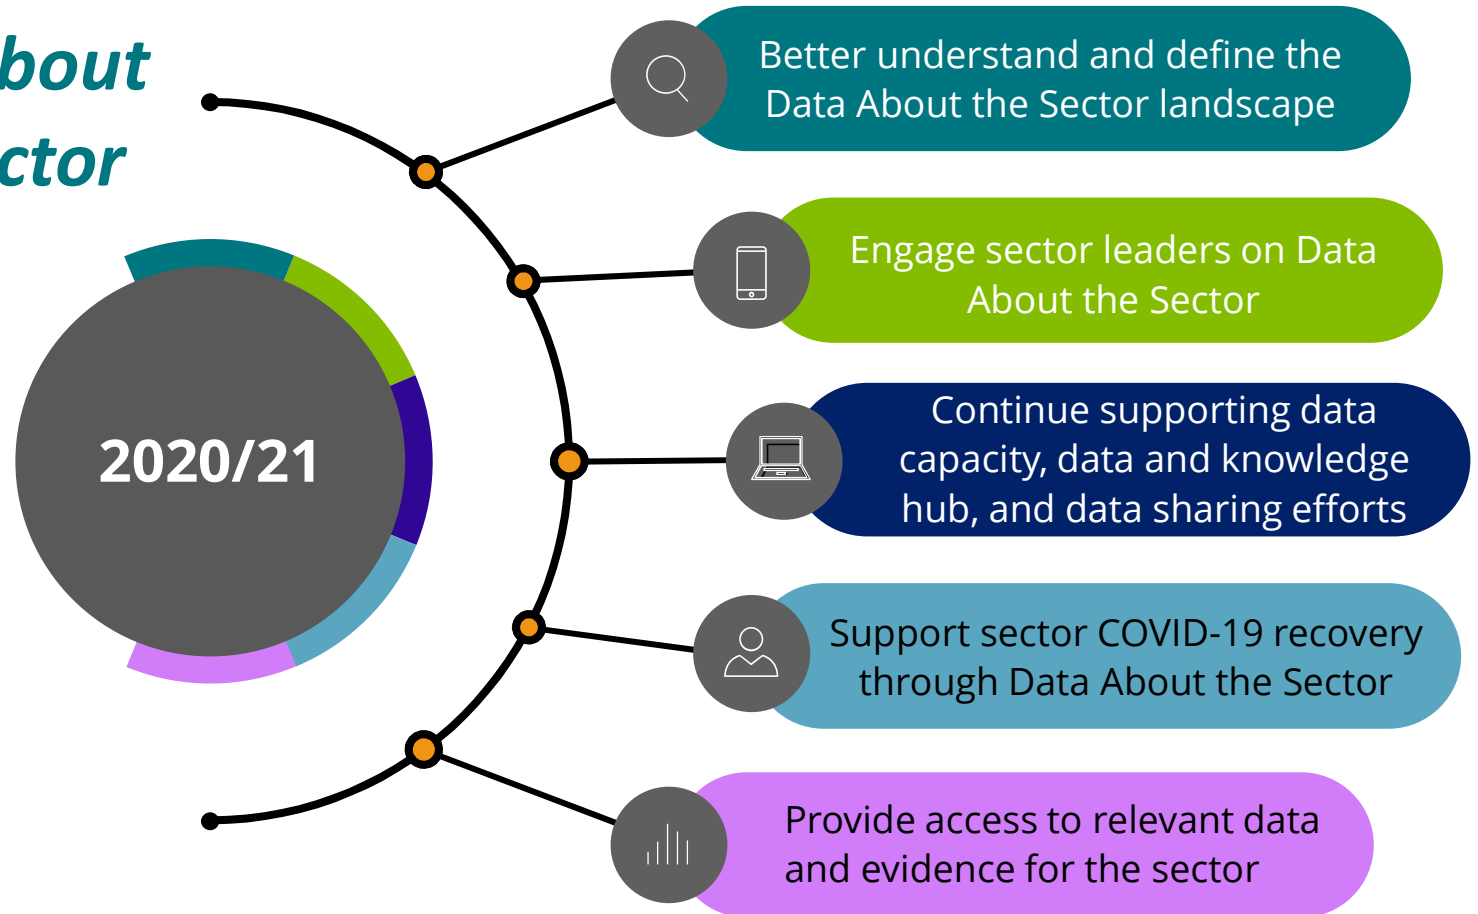 bout
ctor
2020/21
Better understand and define the
Data About the Sector landscape
Engage sector leaders on Data
About the Sector
Continue supporting data
capacity, data and knowledge
hub, and data sharing efforts
Support sector COVID-19 recovery
through Data About the Sector
Provide access to relevant data
and evidence for the sector